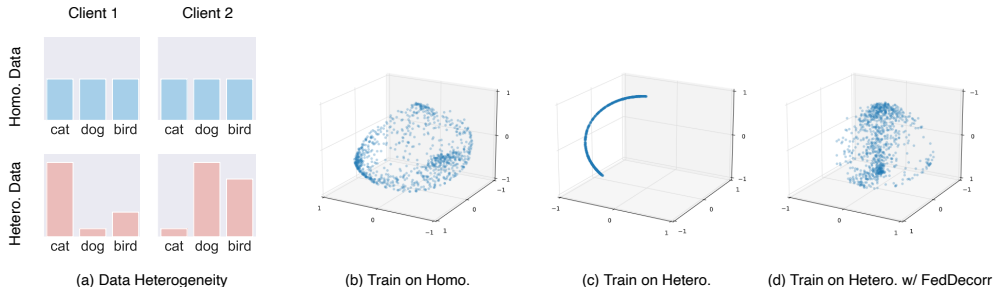 Client 1
Client 2
Homo. Data
cat dog bird
cat dog bird
Hetero. Data
cat dog bird
cat dog bird
(a) Data Heterogeneity
1
0
−1
1
0
−1
−1
0
1
(b) Train on Homo.
1
0
−1
−1
0
1
−1
0
1
(c) Train on Hetero.
−1
0
1
−1
0
1
−1
0
1
(d) Train on Hetero. w/ FedDecorr